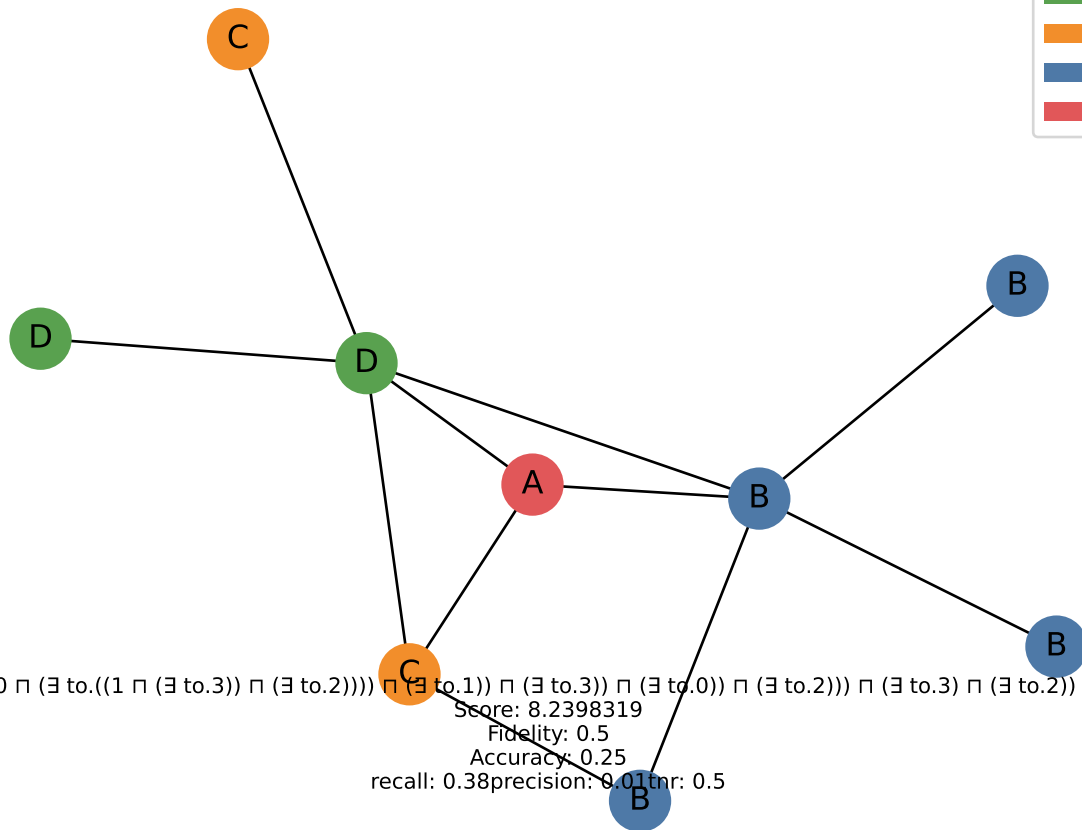 C
B
D
D
A
B
B
C
0 ⊓ (∃ to.((1 ⊓ (∃ to.3)) ⊓ (∃ to.2)))) ⊓ (∃ to.1)) ⊓ (∃ to.3)) ⊓ (∃ to.0)) ⊓ (∃ to.2))) ⊓ (∃ to.3) ⊓ (∃ to.2))
Score: 8.2398319
Fidelity: 0.5
Accuracy: 0.25
recall: 0.38precision: 0.01tnr: 0.5
B